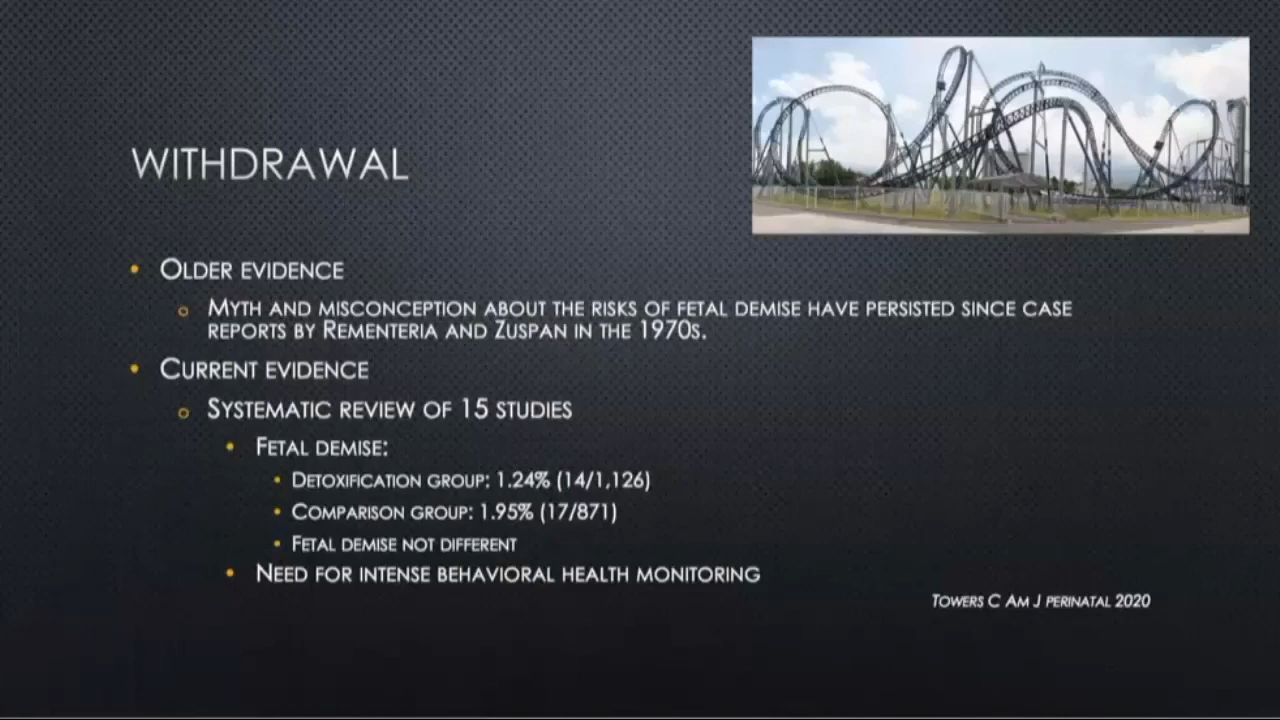 WITHDRAWAL
• OLDER EVIDENCE
o MYTH AND MISCONCEPTION ABOUT THE RISKS OF FETAL DEMISE HAVE PERSISTED SINCE CASE
REPORTS BY REMENTERIA AND ZUSPAN IN THE 1970S.
• CURRENT EVIDENCE
o SYSTEMATIC REVIEW OF 15 STUDIES
• FETAL DEMISE:
• DETOXIFICATION GROUP: 1.24% (14/1,126)
• COMPARISON GROUP: 1.95% (17/871)
• FETAL DEMISE NOT DIFFERENT
• NEED FOR INTENSE BEHAVIORAL HEALTH MONITORING
TOWERS C AM J PERINATAL 2020